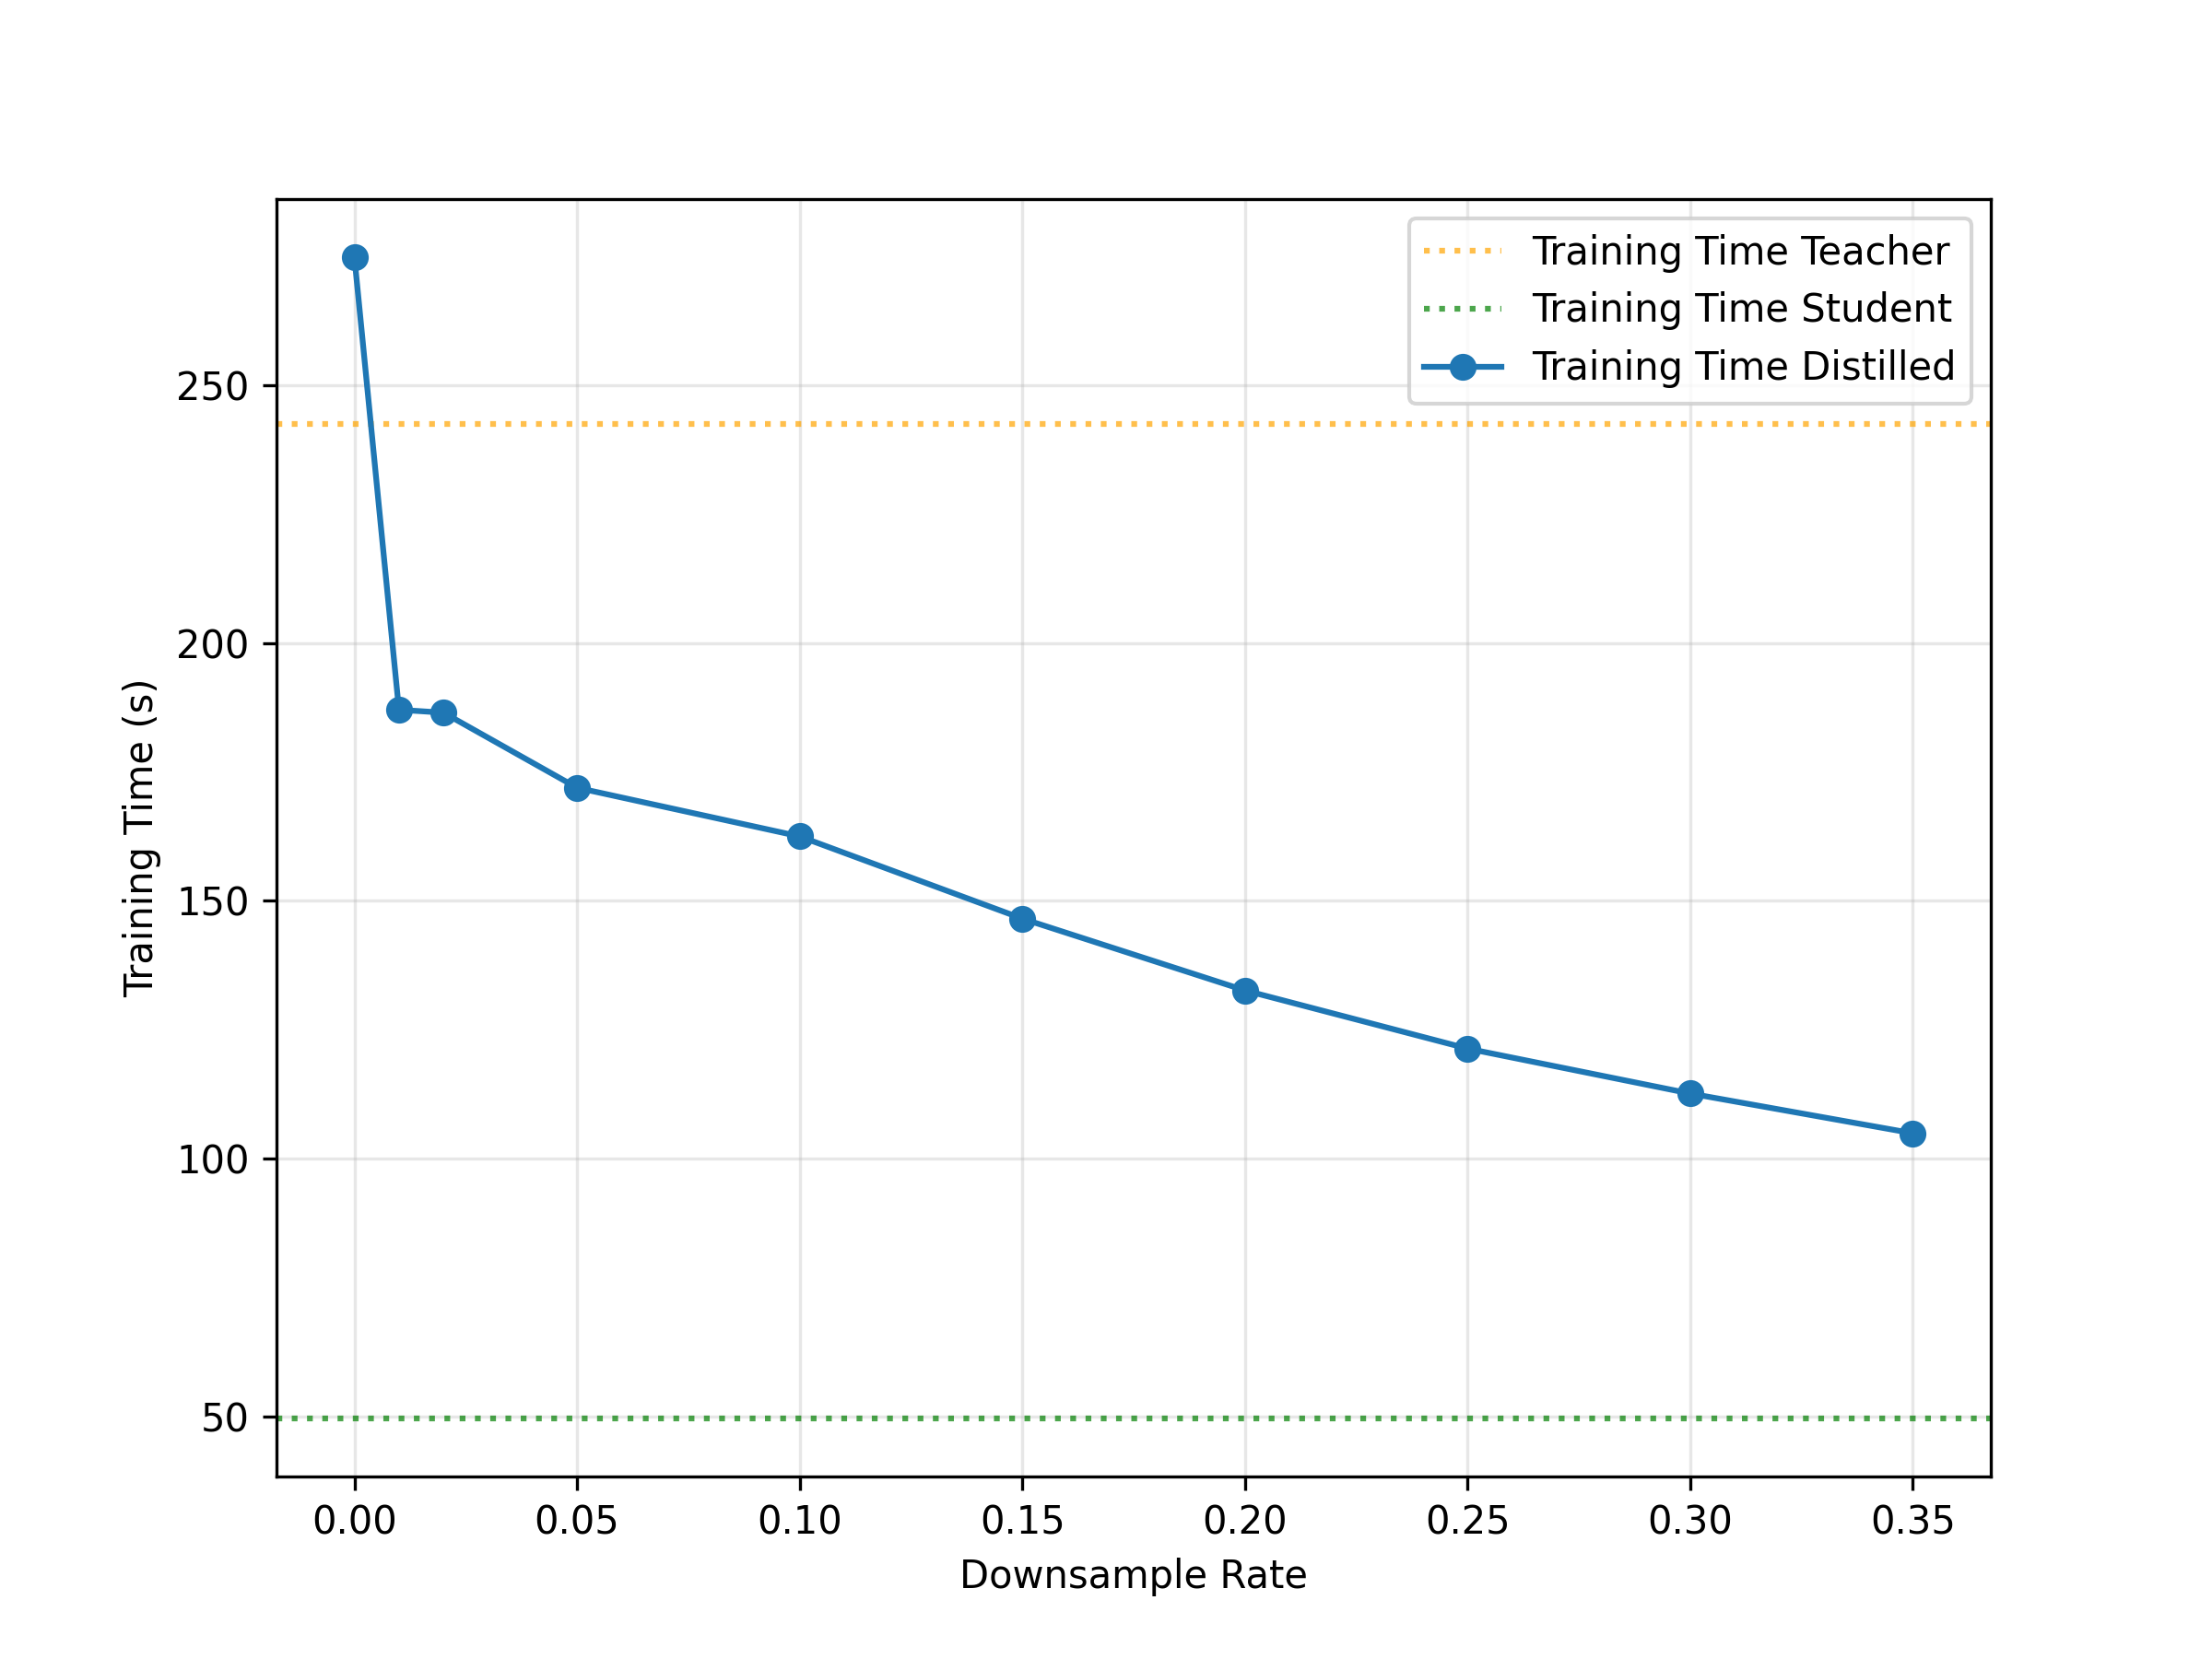 Training Time Teacher
Training Time Student
Training Time Distilled
250
200
150
100
50
Training Time (s)
0.00 0.05 0.10 0.15 0.20 0.25 0.30 0.35
Downsample Rate